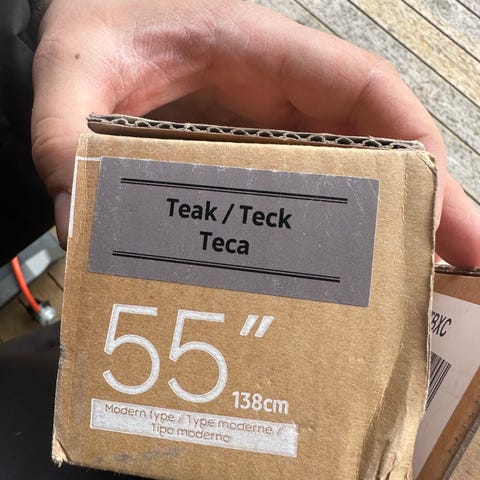 Teak / Teck
Teca
55"
138cm
Modern type / Type moderne /
Tipo moderno